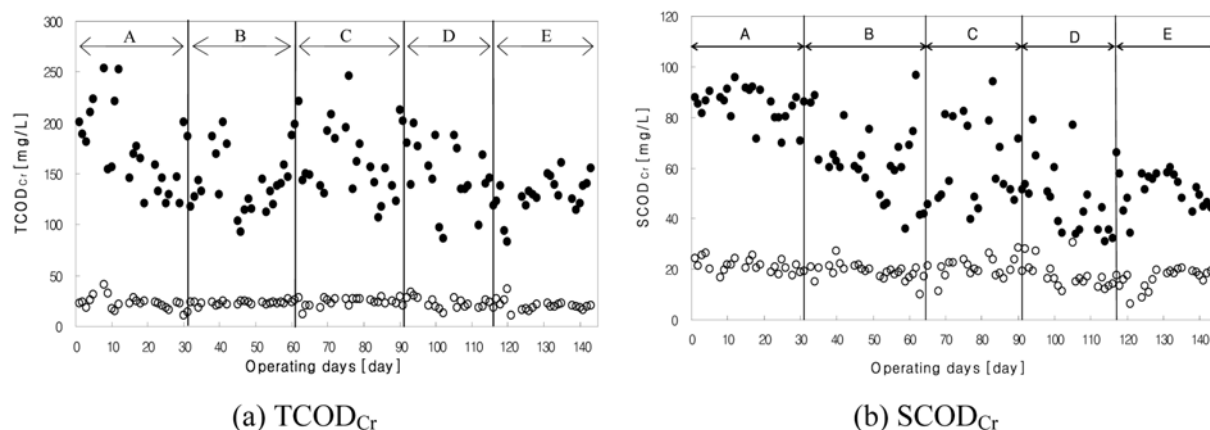 300
250
200
150
100
50
0
TCODCr [mg/L]
A B C D E
0 10 20 30 40 50 60 70 80 90 100 110 120 130 140
Operating days [day]
(a) TCODCr
120
100
80
60
40
20
0
SCODCr [mg/L]
A B C D E
0 10 20 30 40 50 60 70 80 90 100 110 120 130 140
Operating days [day]
(b) SCODCr